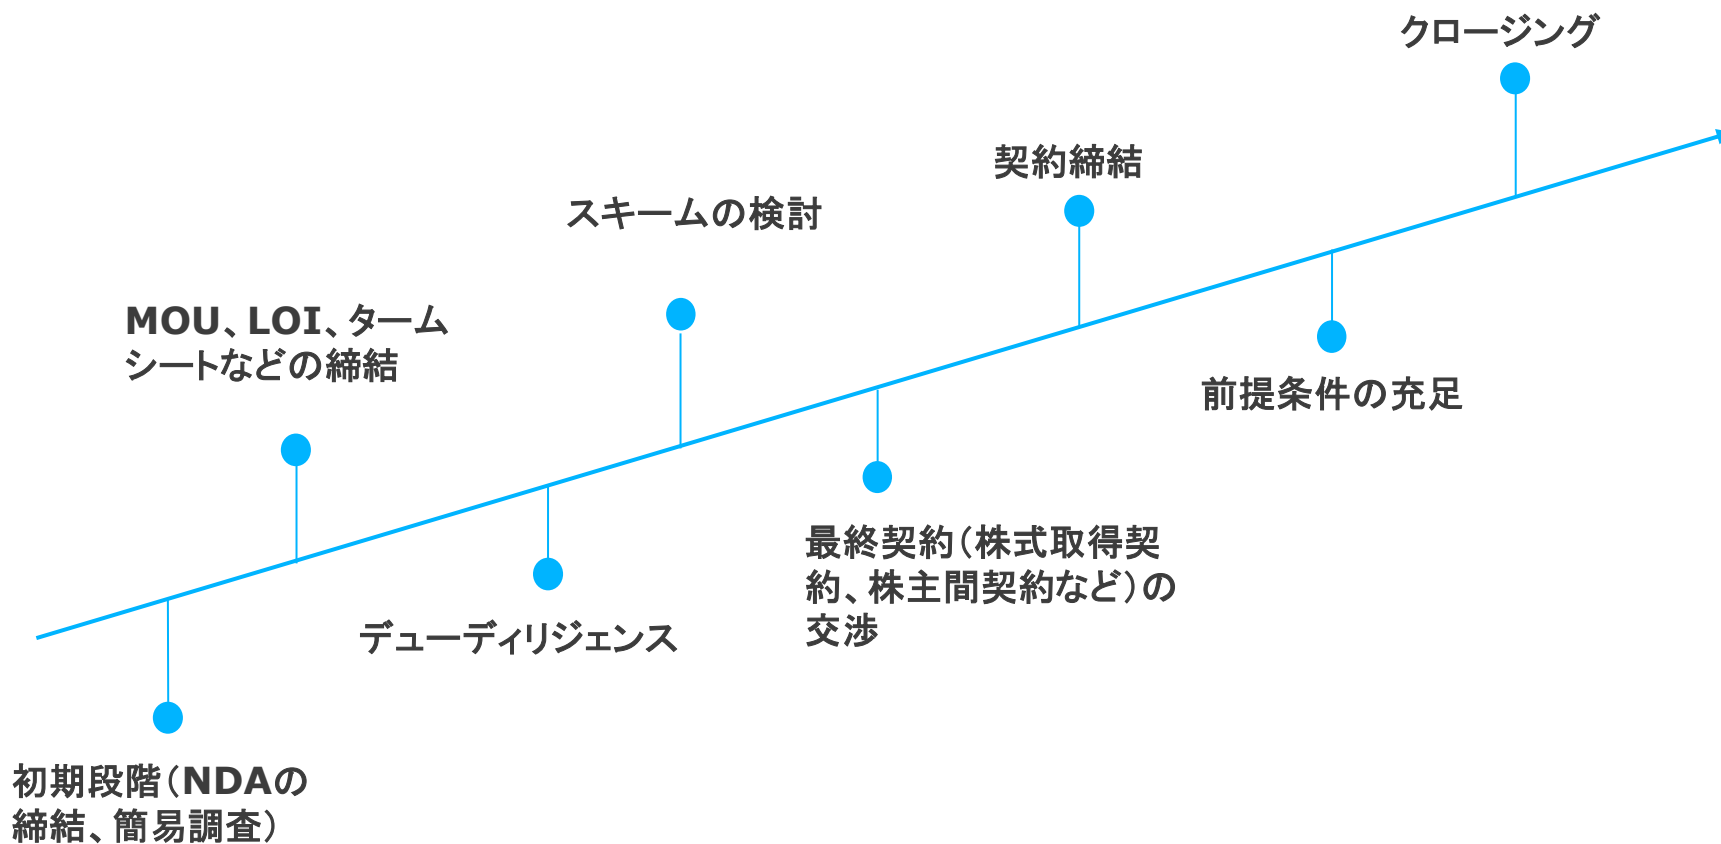 クロージング
契約締結
スキームの検討
MOU、LOI、ターム
シートなどの締結
前提条件の充足
最終契約（株式取得契
約、株主間契約など）の
交渉
デューディリジェンス
初期段階（NDAの
締結、簡易調査）